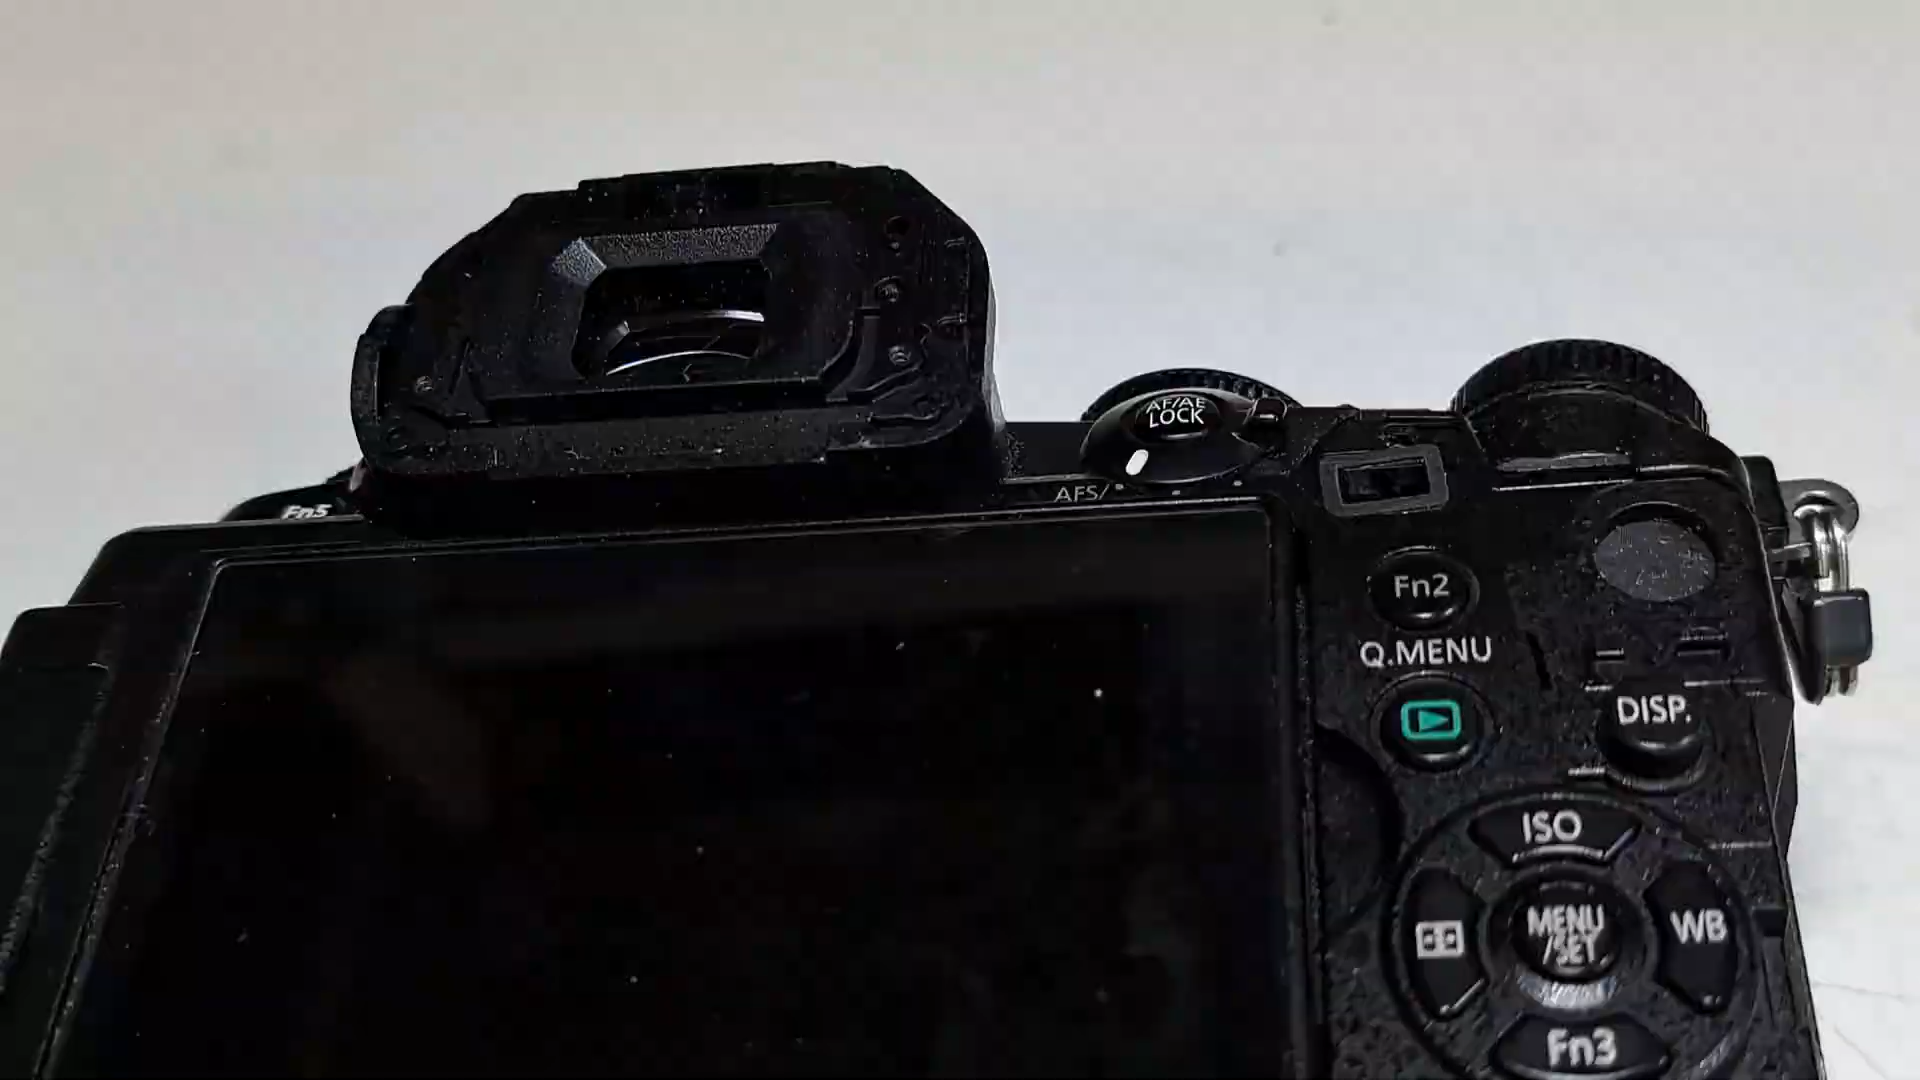 AF/AE
LOCK
AFS/
Fn5
Fn2
Q.MENU
DISP.
ISO
MENU
/SET
WB
Fn3